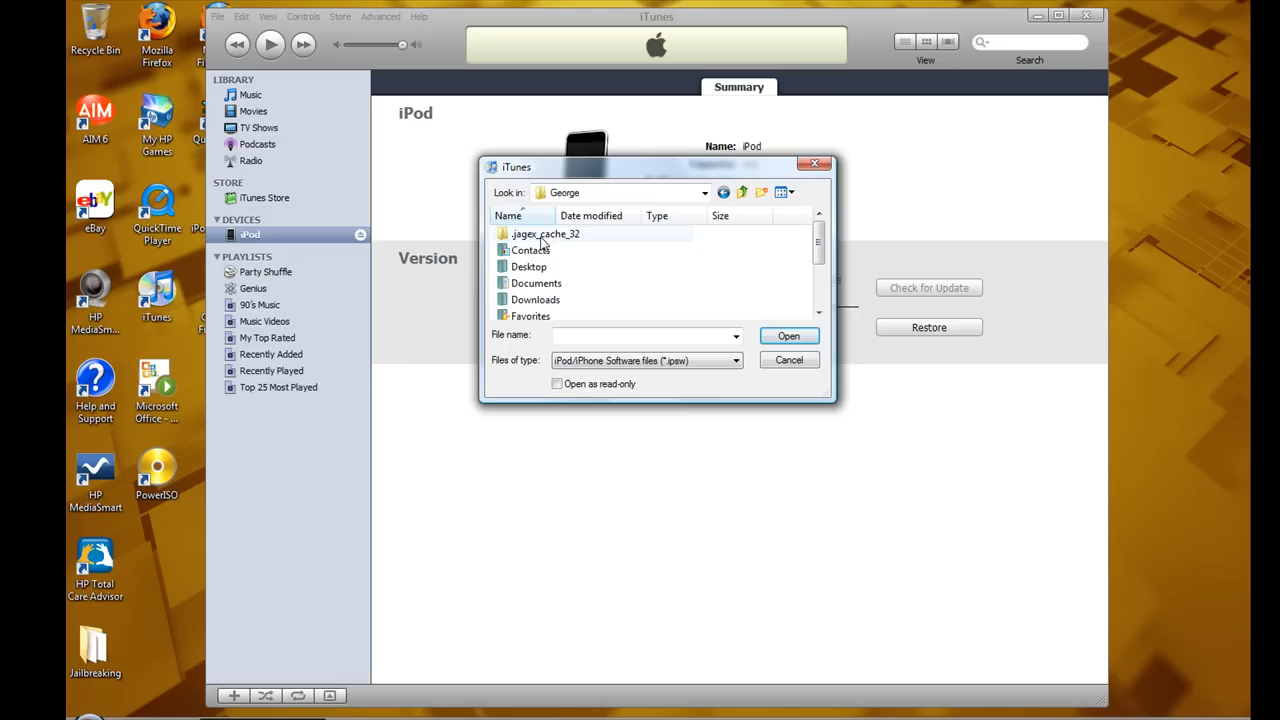 File Edit View Controls Store Advanced Help
iTunes
View
Search
Recycle Bin
Mozilla Firefox
AIM 6
My HP Games
eBay
QuickTime Player
HP MediaSm...
iTunes
Help and Support
Microsoft Office - ...
HP MediaSmart
PowerISO
HP Total Care Advisor
Jailbreaking
LIBRARY
Music
Movies
TV Shows
Podcasts
Radio
STORE
iTunes Store
DEVICES
iPod
PLAYLISTS
Party Shuffle
Genius
90's Music
Music Videos
My Top Rated
Recently Added
Recently Played
Top 25 Most Played
Summary
iPod
Name: iPod
Version
Check for Update
Restore
iTunes
Look in: George
Name Date modified Type Size
.jagex_cache_32
Contacts
Desktop
Documents
Downloads
Favorites
File name:
Open
Files of type: iPod/iPhone Software files (*.ipsw)
Cancel
Open as read-only